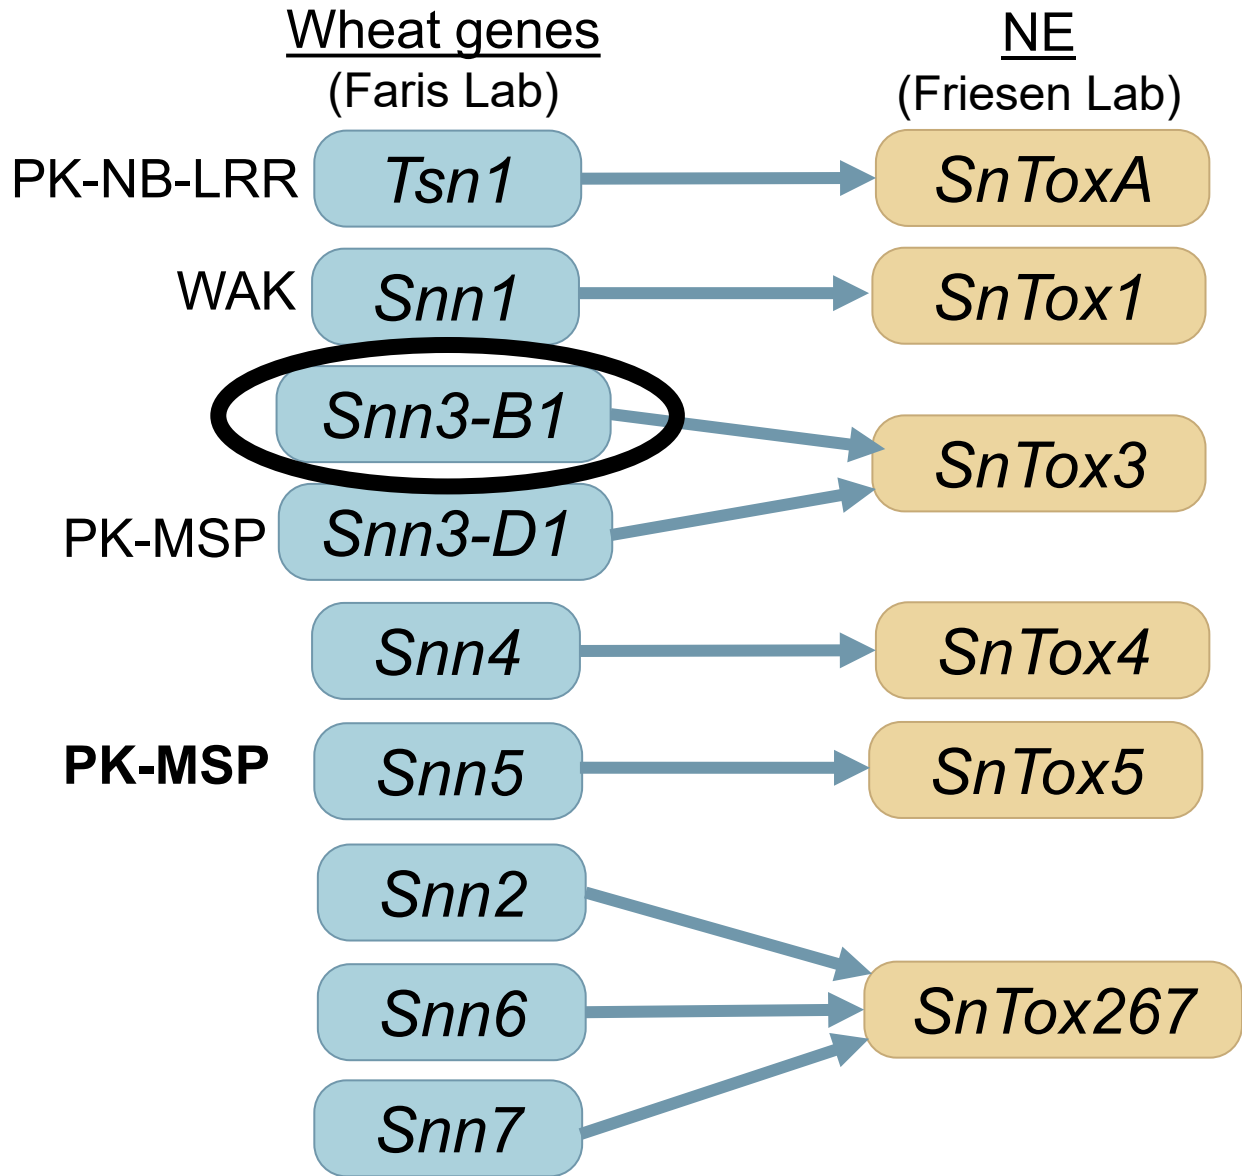 Wheat genes NE
(Faris Lab) (Friesen Lab)
PK-NB-LRR Tsn1 SnToxA
WAK Snn1 SnTox1
Snn3-B1
SnTox3
PK-MSP Snn3-D1
Snn4 SnTox4
PK-MSP Snn5 SnTox5
Snn2
Snn6 SnTox267
Snn7